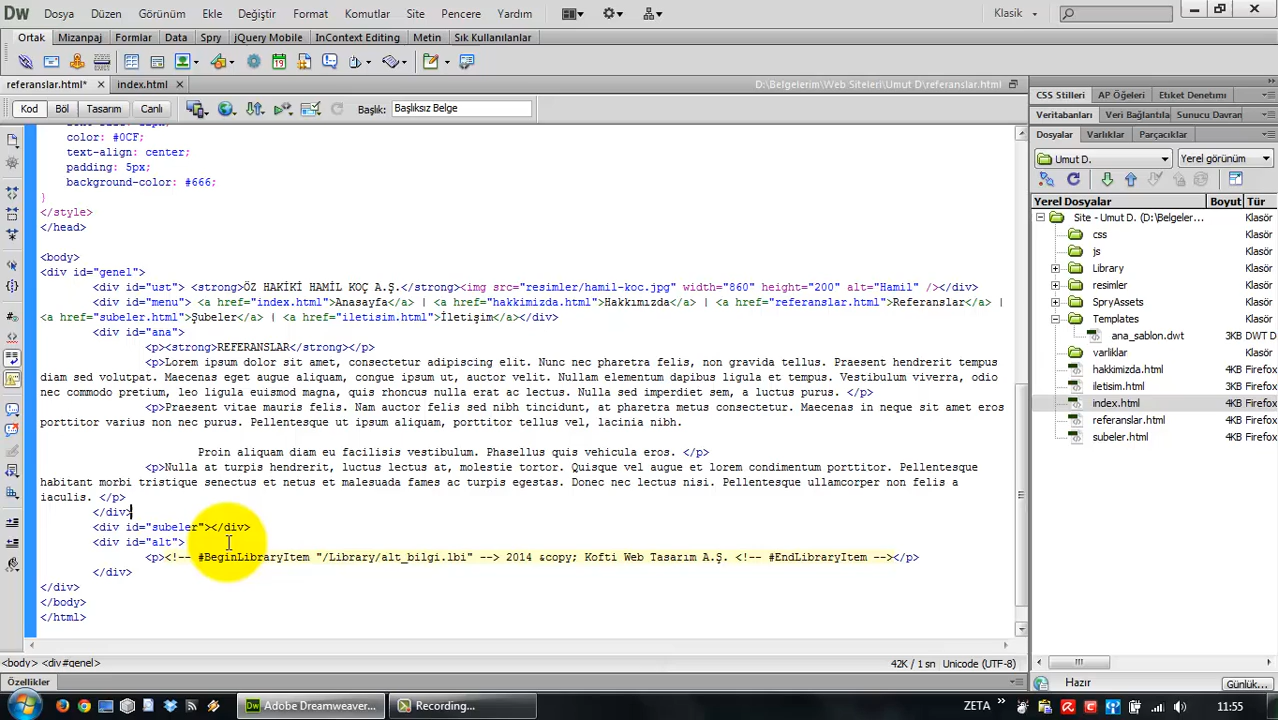 Dw Dosya Düzen Görünüm Ekle Değiştir Format Komutlar Site Pencere Yardım Klasik
Ortak Mizanpaj Formlar Data Spry jQuery Mobile InContext Editing Metin Sık Kullanılanlar
referanslar.html* index.html D:\Belgelerim\Web Siteleri\Umut D\referanslar.html
Kod Böl Tasarım Canlı Başlık: Başlıksız Belge
color: #0CF;
text-align: center;
padding: 5px;
background-color: #666;
}
</style>
</head>
<body>
<div id="genel">
<div id="ust"> <strong>ÖZ HAKİKİ HAMİL KOÇ A.Ş.</strong><img src="resimler/hamil-koc.jpg" width="860" height="200" alt="Hamil" /></div>
<div id="menu"> <a href="index.html">Anasayfa</a> | <a href="hakkimizda.html">Hakkımızda</a> | <a href="referanslar.html">Referanslar</a> |
<a href="subeler.html">Şubeler</a> | <a href="iletisim.html">İletişim</a></div>
<div id="ana">
<p><strong>REFERANSLAR</strong></p>
<p>Lorem ipsum dolor sit amet, consectetur adipiscing elit. Nunc nec pharetra felis, non gravida tellus. Praesent hendrerit tempus
diam sed volutpat. Maecenas eget augue aliquam, congue ipsum ut, auctor velit. Nullam elementum dapibus ligula et tempus. Vestibulum viverra, odio
nec commodo pretium, leo ligula euismod magna, quis rhoncus nulla erat ac lectus. Nulla sed imperdiet sem, a luctus purus. </p>
<p>Praesent vitae mauris felis. Nam auctor felis sed nibh tincidunt, at pharetra metus consectetur. Maecenas in neque sit amet eros
porttitor varius non nec purus. Pellentesque ut ipsum aliquam, porttitor tellus vel, lacinia nibh.
Proin aliquam diam eu facilisis vestibulum. Phasellus quis vehicula eros. </p>
<p>Nulla at turpis hendrerit, luctus lectus at, molestie tortor. Quisque vel augue et lorem condimentum porttitor. Pellentesque
habitant morbi tristique senectus et netus et malesuada fames ac turpis egestas. Donec nec lectus nisi. Pellentesque ullamcorper non felis a
iaculis. </p>
</div>
<div id="subeler"></div>
<div id="alt">
<p><!-- #BeginLibraryItem "/Library/alt_bilgi.lbi" --> 2014 &copy; Kofti Web Tasarım A.Ş. <!-- #EndLibraryItem --></p>
</div>
</div>
</body>
</html>
<body> <div#genel> 42K / 1 sn Unicode (UTF-8)
Özellikler
CSS Stilleri AP Öğeleri Etiket Denetimi
Veritabanları Veri Bağlantıla Sunucu Davran
Dosyalar Varlıklar Parçacıklar
Umut D. Yerel görünüm
Yerel Dosyalar Boyut Tür
Site - Umut D. (D:\Belgeler... Klasör
css Klasör
js Klasör
Library Klasör
resimler Klasör
SpryAssets Klasör
Templates Klasör
ana_sablon.dwt 3KB DWT D
varliklar Klasör
hakkimizda.html 4KB Firefox
iletisim.html 4KB Firefox
index.html 4KB Firefox
referanslar.html 4KB Firefox
subeler.html 4KB Firefox
Hazır Günlük...
Adobe Dreamweaver... Recording... ZETA 11:55